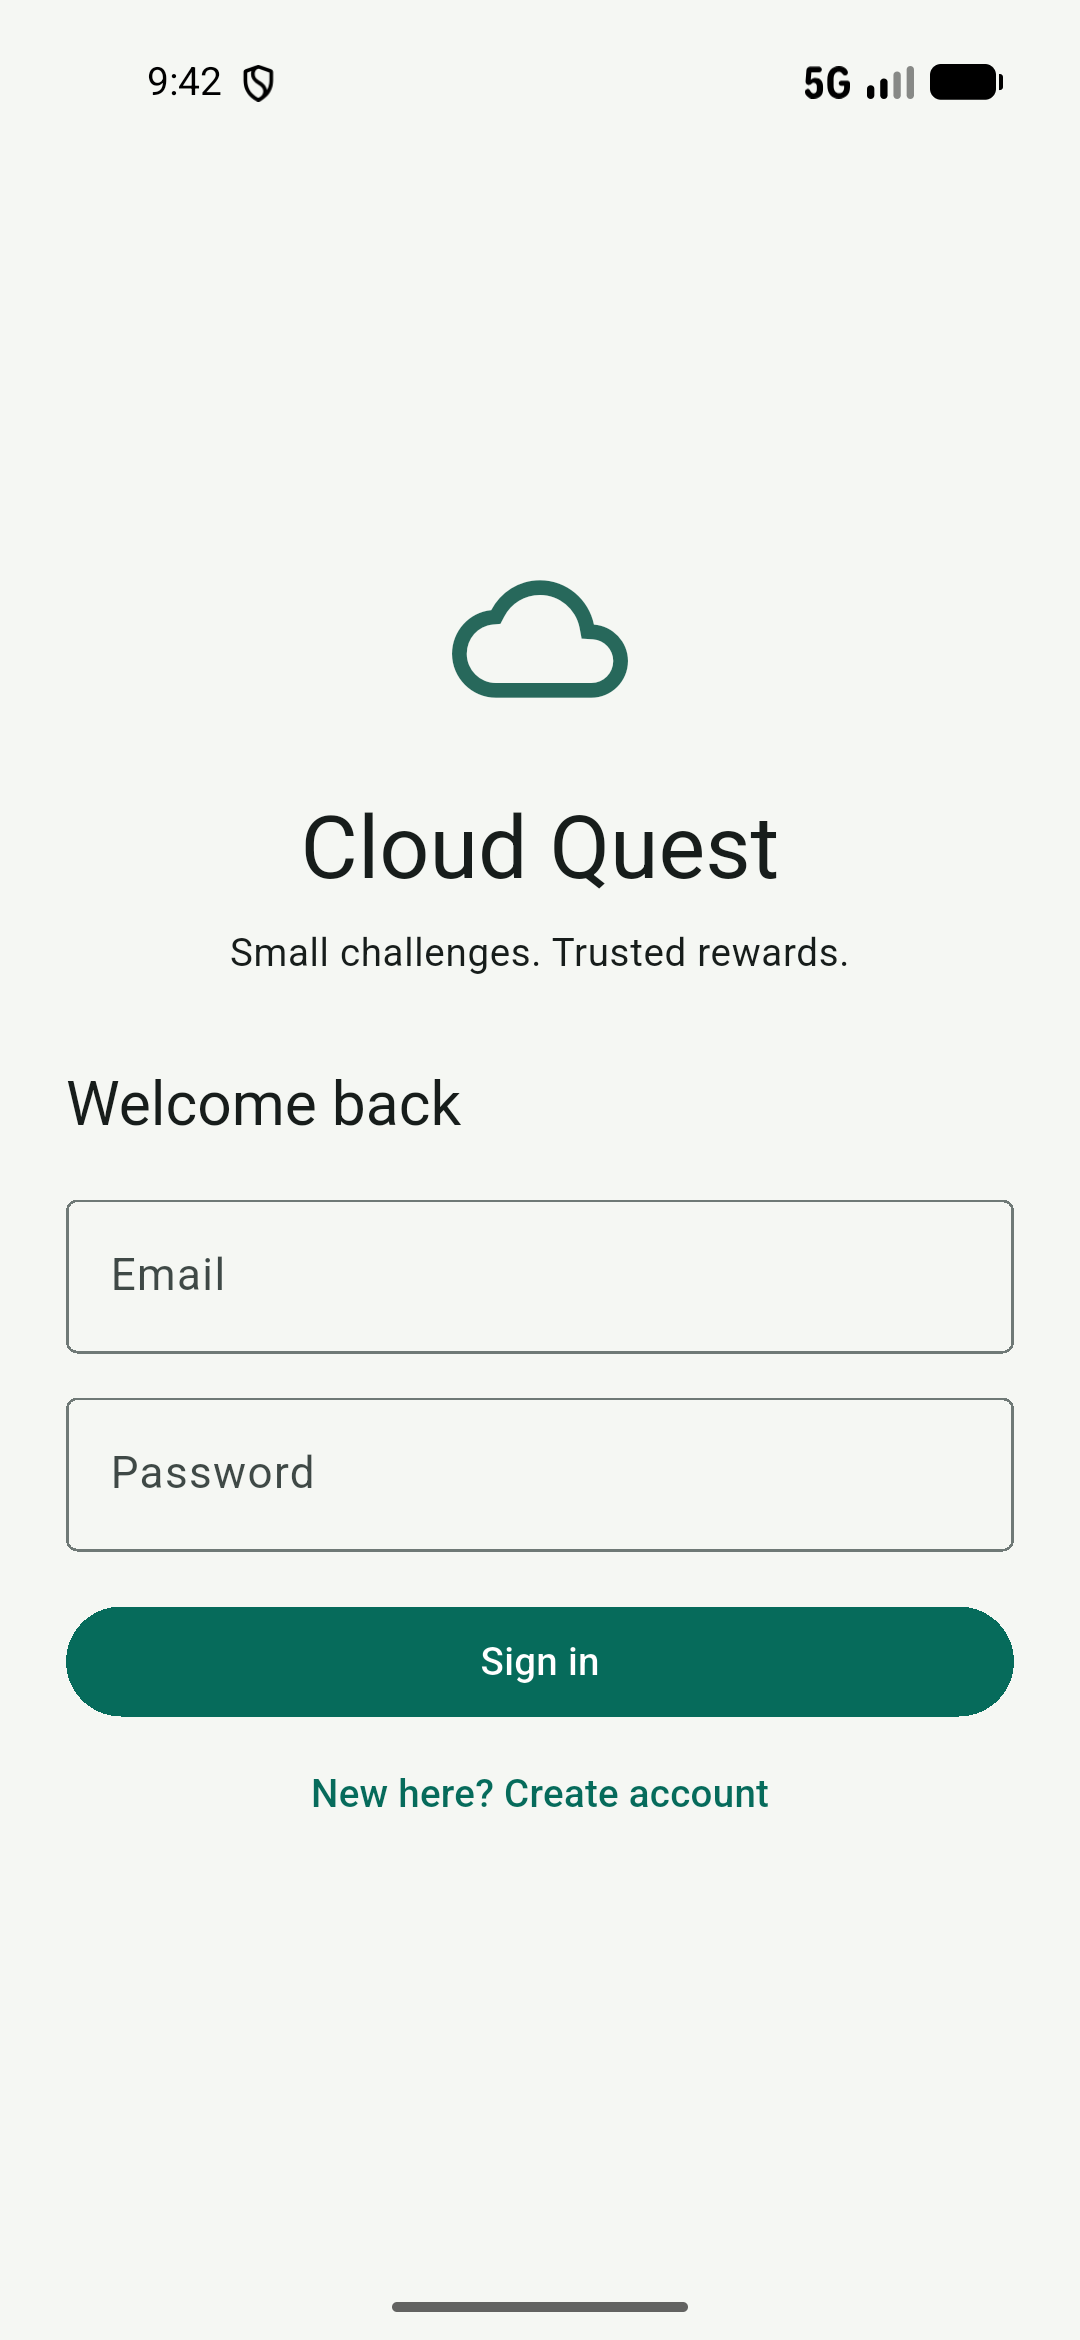 9:42
5G
Cloud Quest
Small challenges. Trusted rewards.
Welcome back
Email
Password
Sign in
New here? Create account